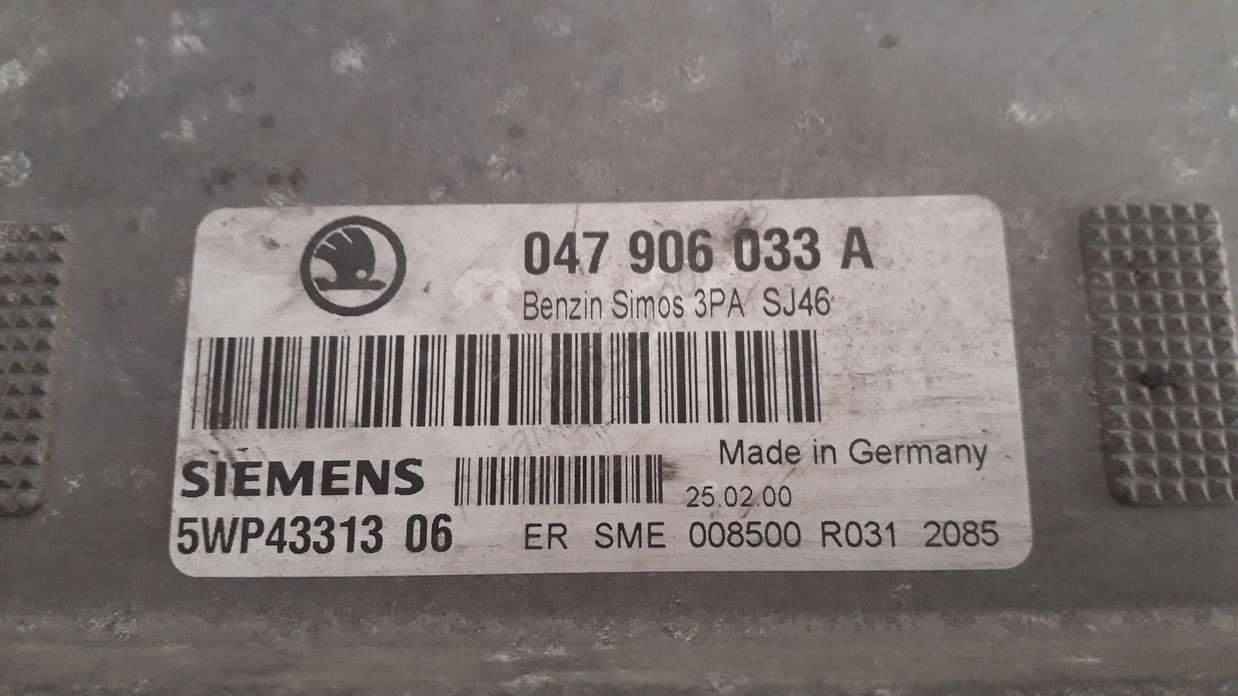 047 906 033 A
Benzin Simos 3PA SJ46
Made in Germany
SIEMENS
25.02.00
5WP43313 06
ER SME 008500 R031 2085